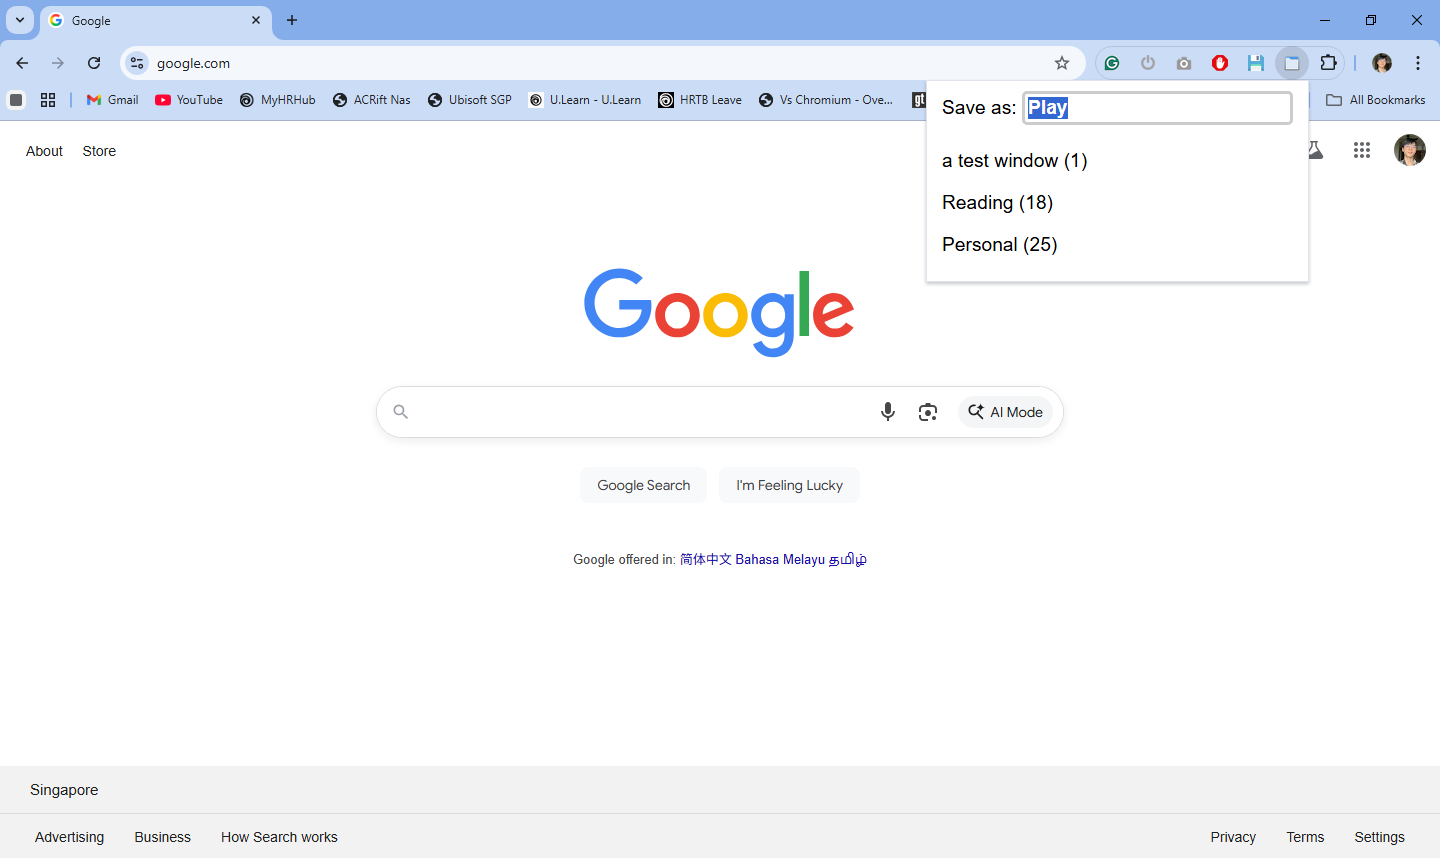 Google
google.com
Gmail YouTube MyHRHub ACRift Nas Ubisoft SGP U.Learn - U.Learn HRTB Leave Vs Chromium - Ove... gt All Bookmarks
Save as: Play
a test window (1)
Reading (18)
Personal (25)
About Store
Google
AI Mode
Google Search I'm Feeling Lucky
Google offered in: 简体中文 Bahasa Melayu தமிழ்
Singapore
Advertising Business How Search works Privacy Terms Settings